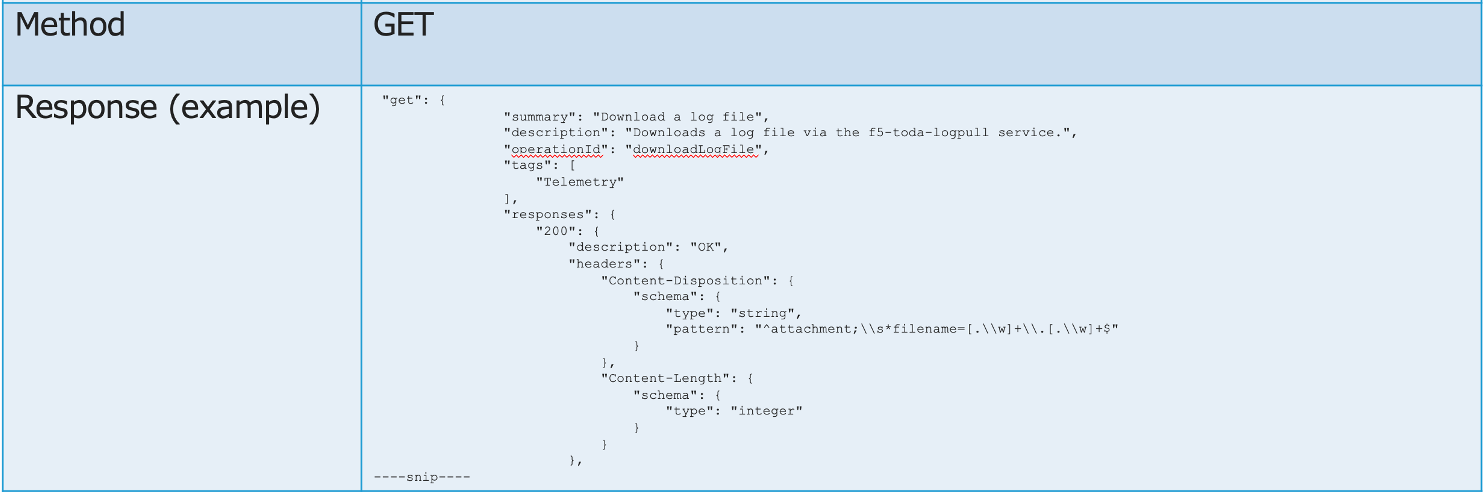 Method
GET
Response (example)
"get": {
"summary": "Download a log file",
"description": "Downloads a log file via the f5-toda-logpull service.",
"operationId": "downloadLogFile",
"tags": [
"Telemetry"
],
"responses": {
"200": {
"description": "OK",
"headers": {
"Content-Disposition": {
"schema": {
"type": "string",
"pattern": "^attachment;\\s*filename=[.\\w]+\\.[.\\w]+$"
}
},
"Content-Length": {
"schema": {
"type": "integer"
}
}
},
----snip----